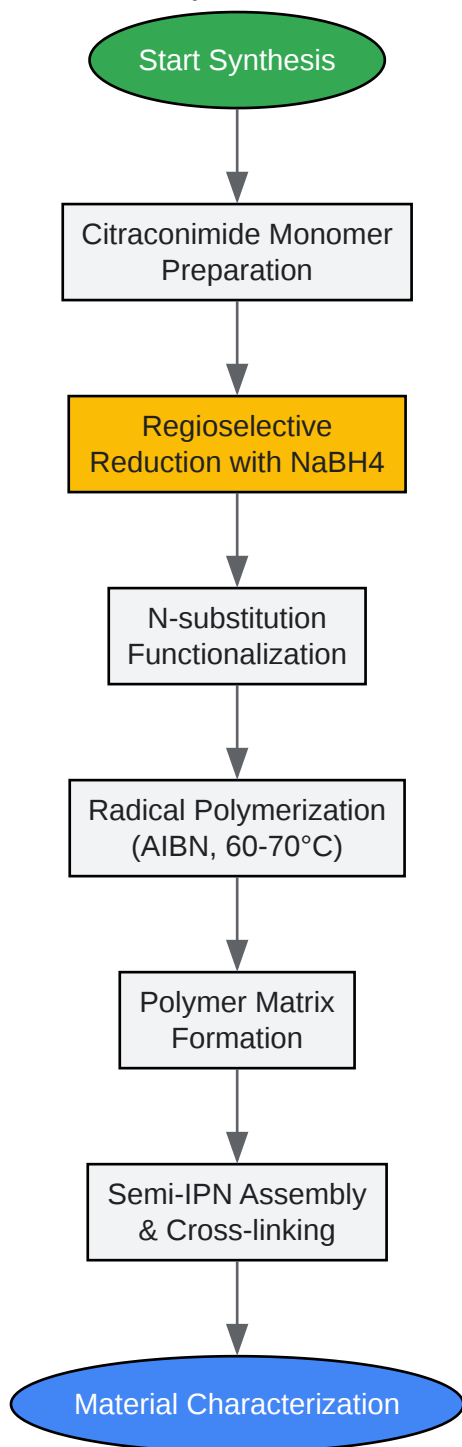 Start Synthesis
Citraconimide Monomer
Preparation
Regioselective
Reduction with NaBH4
N-substitution
Functionalization
Radical Polymerization
(AIBN, 60-70°C)
Polymer Matrix
Formation
Semi-IPN Assembly
& Cross-linking
Material Characterization